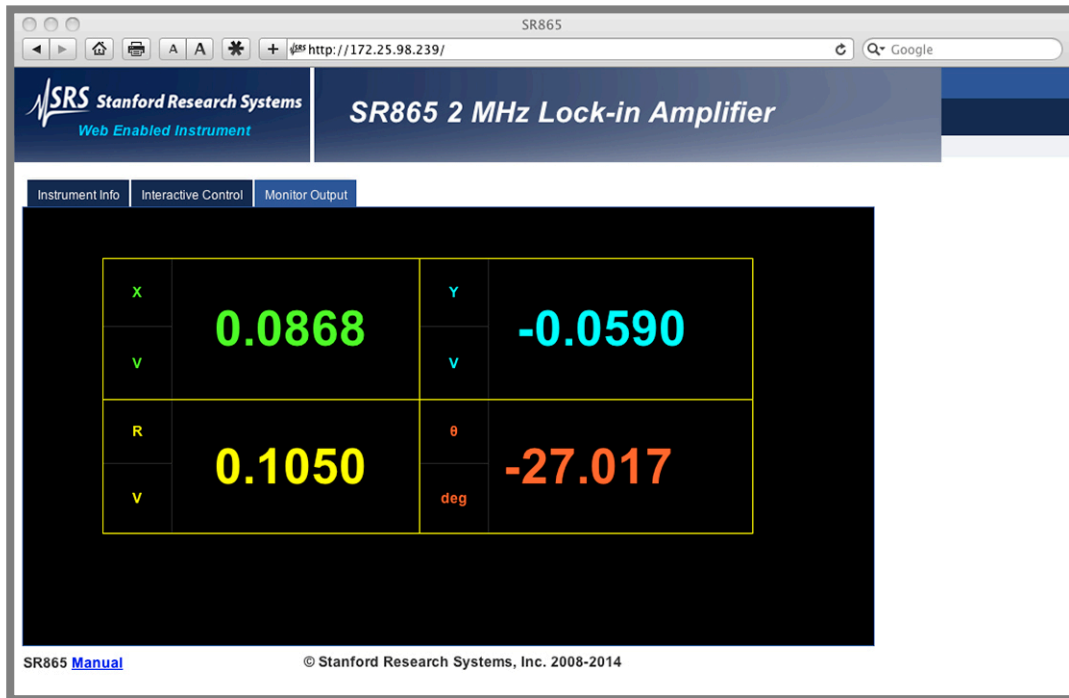 SR865
A A + SRS http://172.25.98.239/ Google
SRS Stanford Research Systems
Web Enabled Instrument
SR865 2 MHz Lock-in Amplifier
Instrument Info Interactive Control Monitor Output
X
0.0868
V
Y
-0.0590
V
R
0.1050
V
θ
-27.017
deg
SR865 Manual © Stanford Research Systems, Inc. 2008-2014